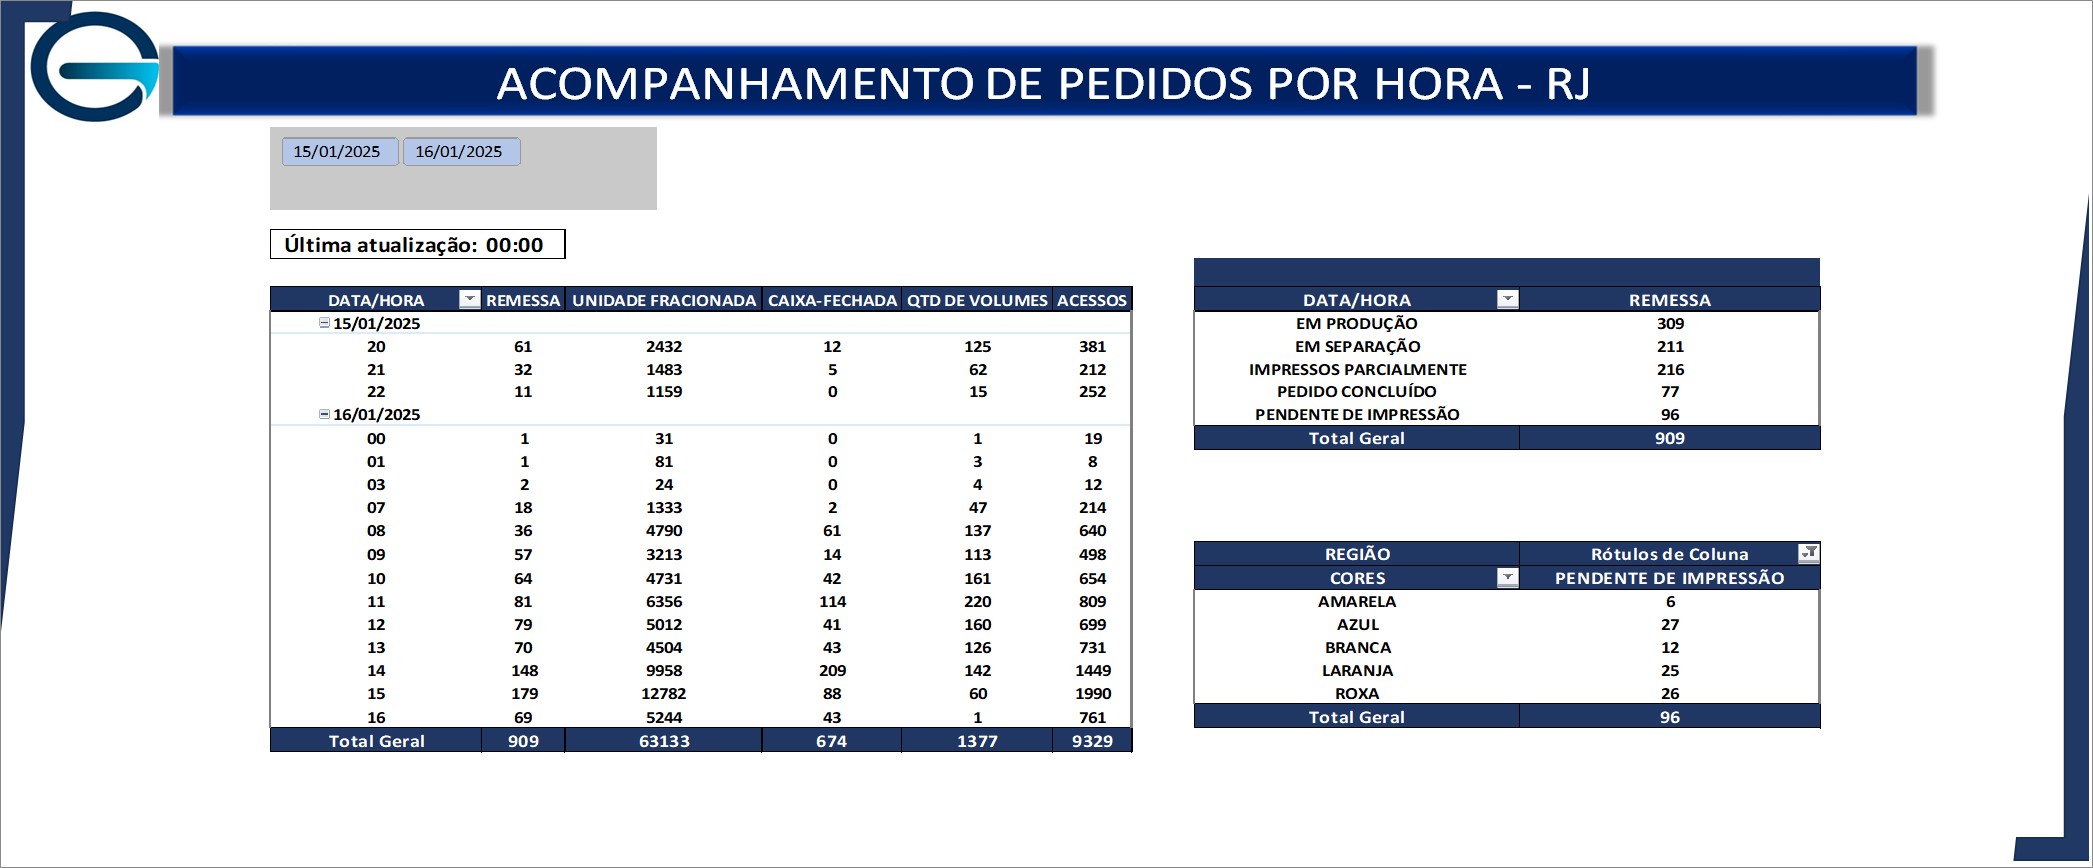 ACOMPANHAMENTO DE PEDIDOS POR HORA - RJ
15/01/2025 16/01/2025
Última atualização: 00:00
DATA/HORA REMESSA UNIDADE FRACIONADA CAIXA-FECHADA QTD DE VOLUMES ACESSOS
15/01/2025
20 61 2432 12 125 381
21 32 1483 5 62 212
22 11 1159 0 15 252
16/01/2025
00 1 31 0 1 19
01 1 81 0 3 8
03 2 24 0 4 12
07 18 1333 2 47 214
08 36 4790 61 137 640
09 57 3213 14 113 498
10 64 4731 42 161 654
11 81 6356 114 220 809
12 79 5012 41 160 699
13 70 4504 43 126 731
14 148 9958 209 142 1449
15 179 12782 88 60 1990
16 69 5244 43 1 761
Total Geral 909 63133 674 1377 9329
DATA/HORA REMESSA
EM PRODUÇÃO 309
EM SEPARAÇÃO 211
IMPRESSOS PARCIALMENTE 216
PEDIDO CONCLUÍDO 77
PENDENTE DE IMPRESSÃO 96
Total Geral 909
REGIÃO Rótulos de Coluna
CORES PENDENTE DE IMPRESSÃO
AMARELA 6
AZUL 27
BRANCA 12
LARANJA 25
ROXA 26
Total Geral 96